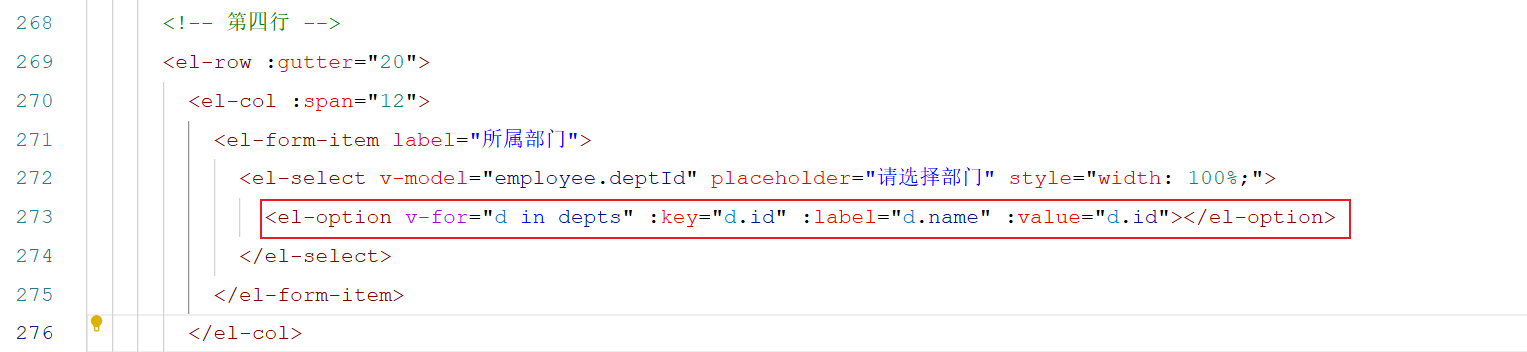 268 <!-- 第四行 -->
269 <el-row :gutter="20">
270 <el-col :span="12">
271 <el-form-item label="所属部门">
272 <el-select v-model="employee.deptId" placeholder="请选择部门" style="width: 100%;">
273 <el-option v-for="d in depts" :key="d.id" :label="d.name" :value="d.id"></el-option>
274 </el-select>
275 </el-form-item>
276 </el-col>